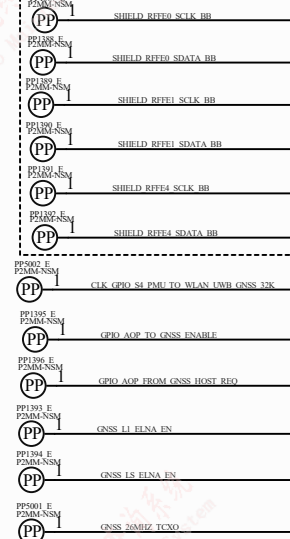 P2MM-NSM
PP 1 SHIELD RFFE0 SCLK BB
PP1388 E
P2MM-NSM
PP 1 SHIELD RFFE0 SDATA BB
PP1389 E
P2MM-NSM
PP 1 SHIELD RFFE1 SCLK BB
PP1390 E
P2MM-NSM
PP 1 SHIELD RFFE1 SDATA BB
PP1391 E
P2MM-NSM
PP 1 SHIELD RFFE4 SCLK BB
PP1392 E
P2MM-NSM
PP 1 SHIELD RFFE4 SDATA BB
PP5002 E
P2MM-NSM
PP 1 CLK GPIO S4 PMU TO WLAN UWB GNSS 32K
PP1395 E
P2MM-NSM
PP 1 GPIO AOP TO GNSS ENABLE
PP1396 E
P2MM-NSM
PP 1 GPIO AOP FROM GNSS HOST REQ
PP1393 E
P2MM-NSM
PP 1 GNSS L1 ELNA EN
PP1394 E
P2MM-NSM
PP 1 GNSS L5 ELNA EN
PP5001 E
P2MM-NSM
PP 1 GNSS 26MHZ TCXO